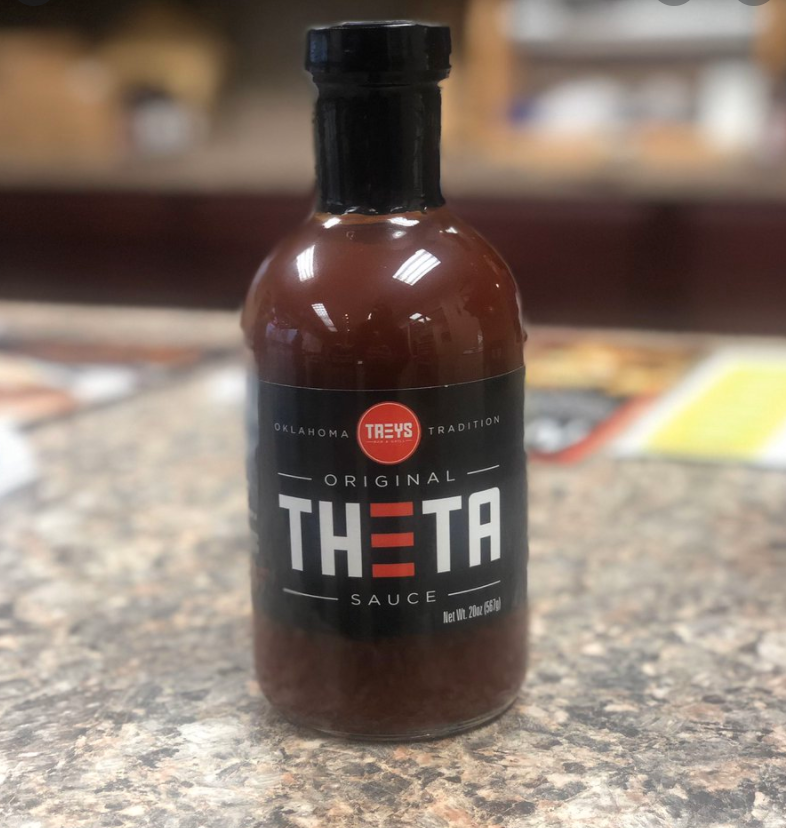 OKLAHOMA TREYS TRADITION
ORIGINAL
THETA
SAUCE
Net Wt. 20oz (567g)